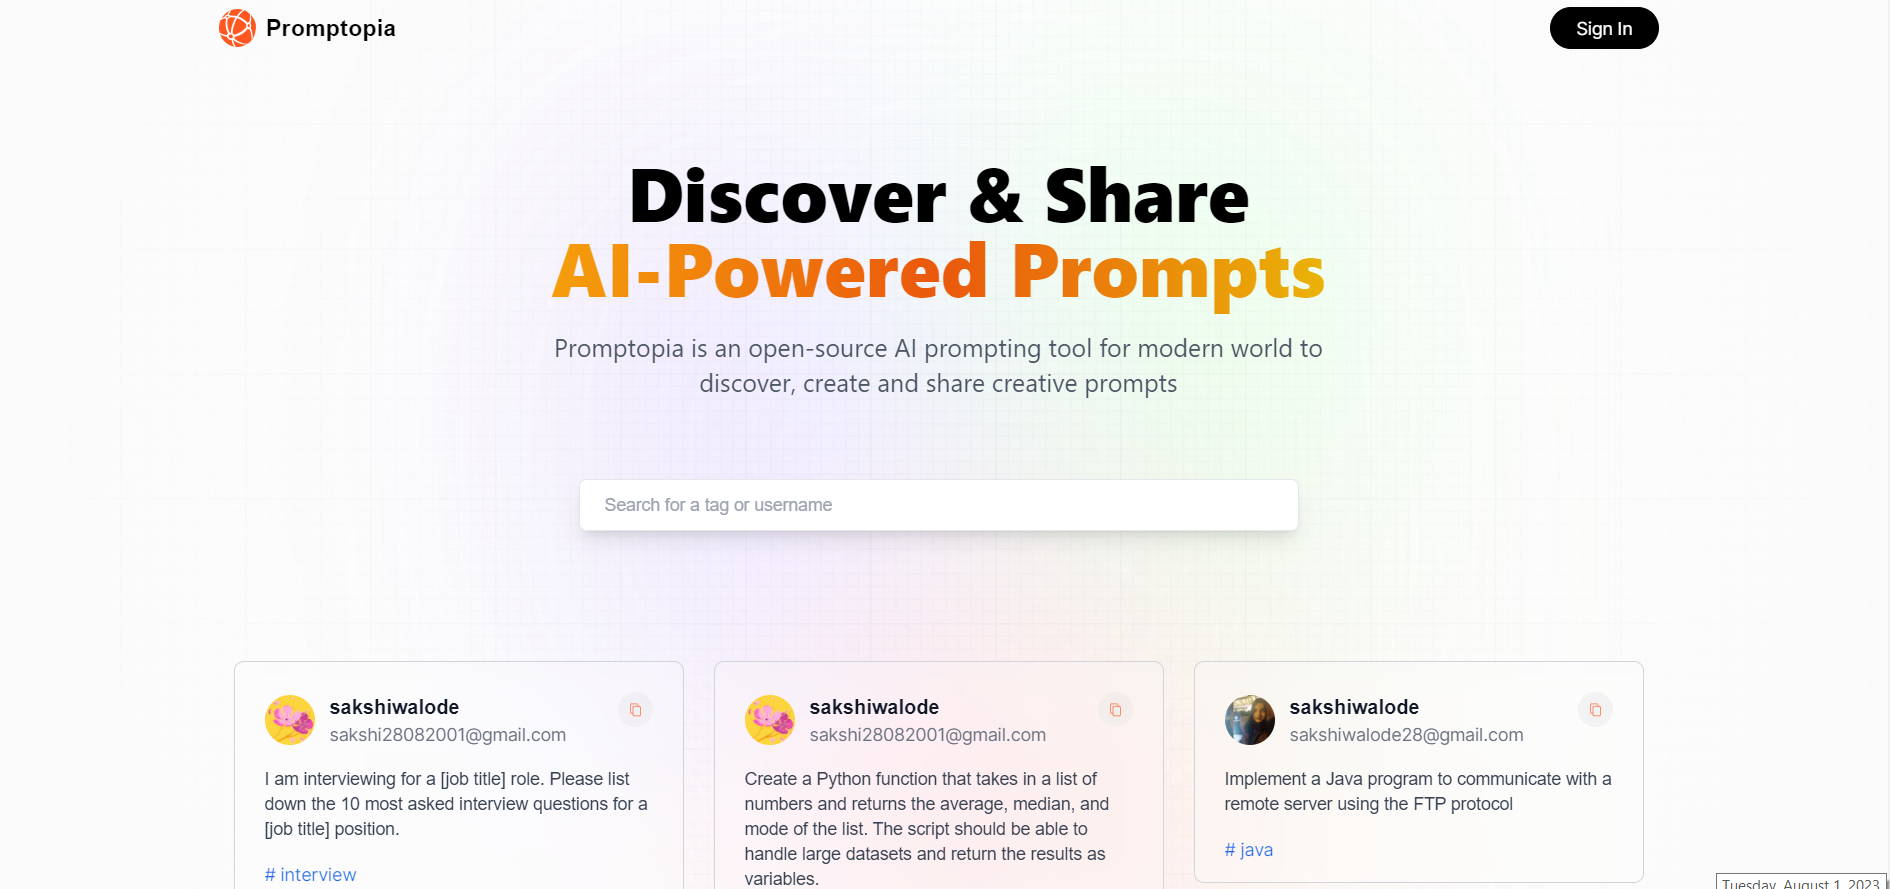 Promptopia
Sign In
Discover & Share
AI-Powered Prompts
Promptopia is an open-source AI prompting tool for modern world to
discover, create and share creative prompts
Search for a tag or username
sakshiwalode
sakshi28082001@gmail.com
I am interviewing for a [job title] role. Please list
down the 10 most asked interview questions for a
[job title] position.
# interview
sakshiwalode
sakshi28082001@gmail.com
Create a Python function that takes in a list of
numbers and returns the average, median, and
mode of the list. The script should be able to
handle large datasets and return the results as
variables.
sakshiwalode
sakshiwalode28@gmail.com
Implement a Java program to communicate with a
remote server using the FTP protocol
# java
Tuesday, August 1, 2023